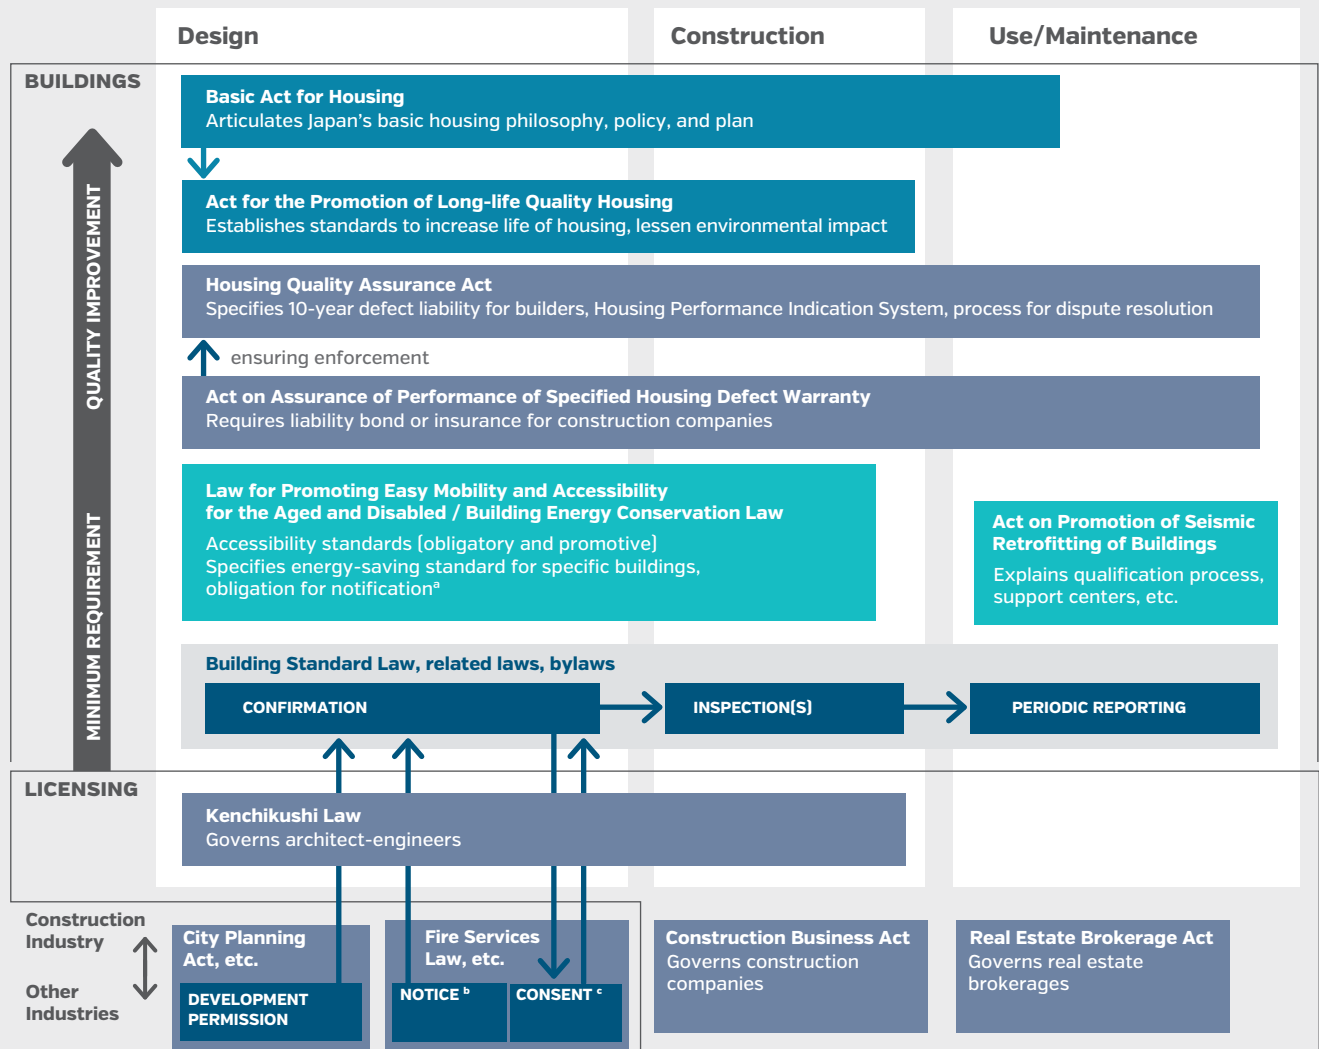 Design
Construction
Use/Maintenance
BUILDINGS
QUALITY IMPROVEMENT
MINIMUM REQUIREMENT
Basic Act for Housing
Articulates Japan's basic housing philosophy, policy, and plan
Act for the Promotion of Long-life Quality Housing
Establishes standards to increase life of housing, lessen environmental impact
Housing Quality Assurance Act
Specifies 10-year defect liability for builders, Housing Performance Indication System, process for dispute resolution
ensuring enforcement
Act on Assurance of Performance of Specified Housing Defect Warranty
Requires liability bond or insurance for construction companies
Law for Promoting Easy Mobility and Accessibility
for the Aged and Disabled / Building Energy Conservation Law
Accessibility standards (obligatory and promotive)
Specifies energy-saving standard for specific buildings,
obligation for notificationᵃ
Act on Promotion of Seismic
Retrofitting of Buildings
Explains qualification process,
support centers, etc.
Building Standard Law, related laws, bylaws
CONFIRMATION
INSPECTION(S)
PERIODIC REPORTING
LICENSING
Kenchikushi Law
Governs architect-engineers
Construction
Industry
Other
Industries
City Planning
Act, etc.
DEVELOPMENT
PERMISSION
Fire Services
Law, etc.
NOTICE ᵇ
CONSENT ᶜ
Construction Business Act
Governs construction
companies
Real Estate Brokerage Act
Governs real estate
brokerages